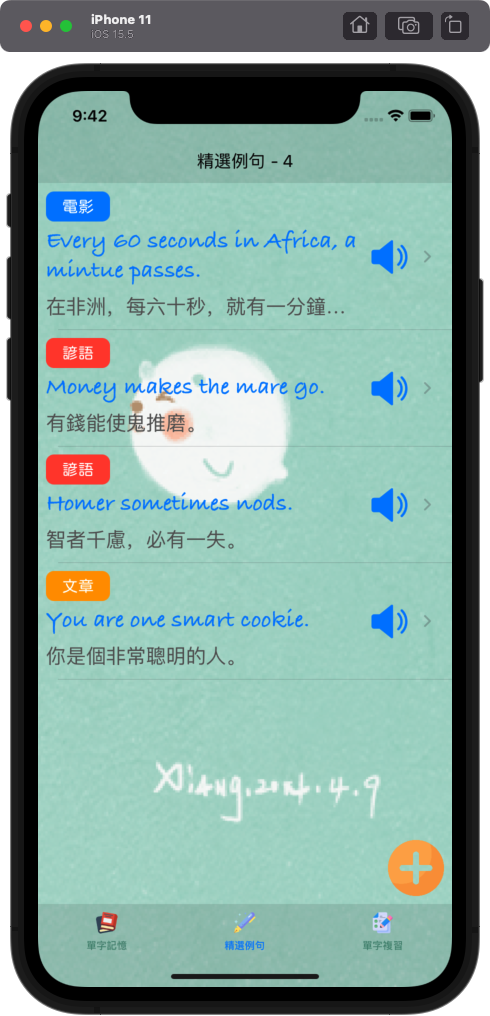 iPhone 11
iOS 15.5
9:42
精選例句 - 4
電影
Every 60 seconds in Africa, a
mintue passes.
在非洲，每六十秒，就有一分鐘...
諺語
Money makes the mare go.
有錢能使鬼推磨。
諺語
Homer sometimes nods.
智者千慮，必有一失。
文章
You are one smart cookie.
你是個非常聰明的人。
Xiang.2014.4.9
單字記憶
精選例句
單字複習